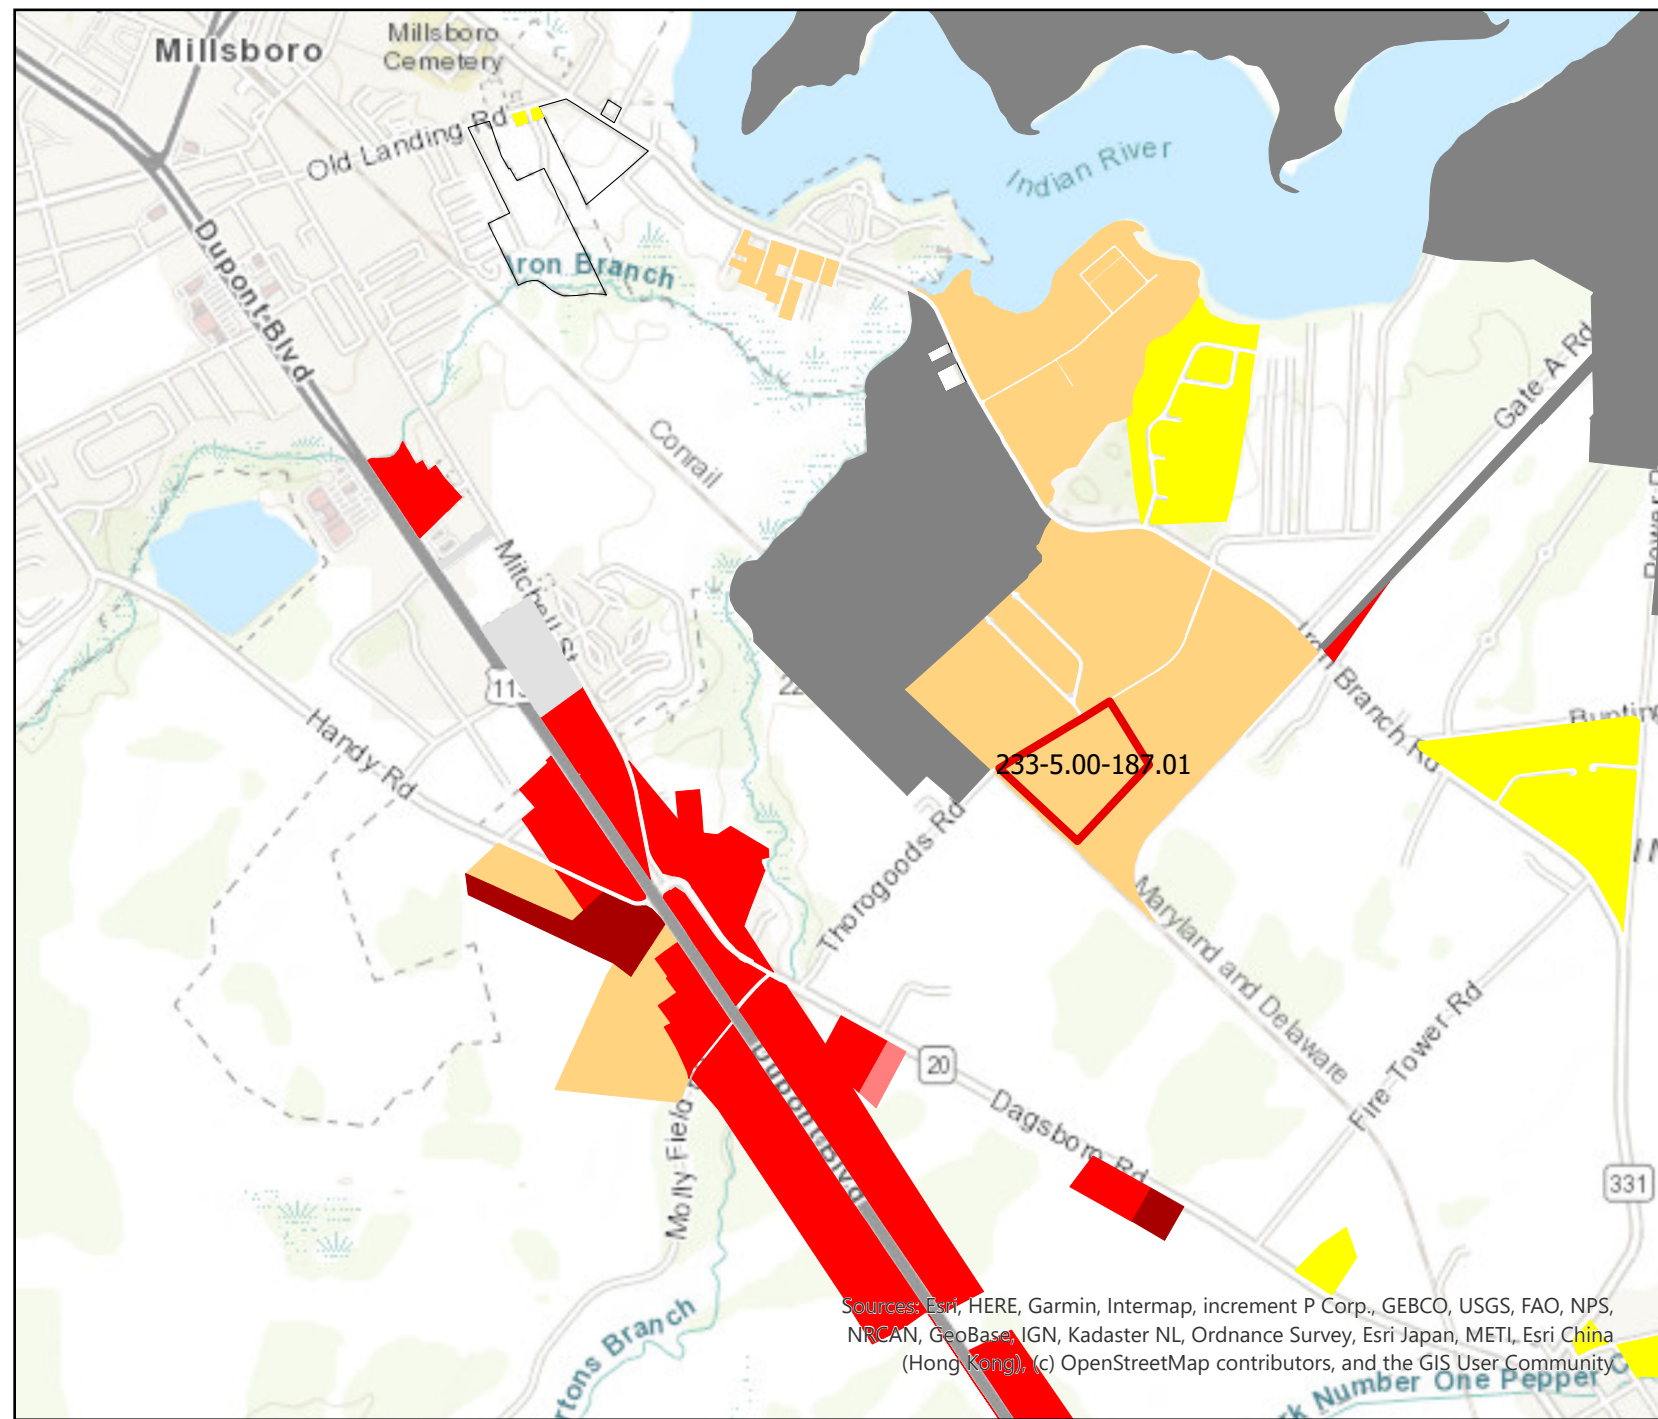 Millsboro
Millsboro
Cemetery
Old Landing Rd
Indian River
Iron Branch
Dupont Blvd
Gate A Rd
Conrail
Mitchell St
113
Iron Branch Rd
Handy Rd
233-5.00-187.01
Thorogoods Rd
Maryland and Delaware
Fire Tower Rd
20
Dagsboro Rd
Dupont Blvd
Molly Field
331
Sources: Esri, HERE, Garmin, Intermap, increment P Corp., GEBCO, USGS, FAO, NPS,
NRCAN, GeoBase, IGN, Kadaster NL, Ordnance Survey, Esri Japan, METI, Esri China
(Hong Kong), (c) OpenStreetMap contributors, and the GIS User Community
rtons Branch
rk Number One Pepper